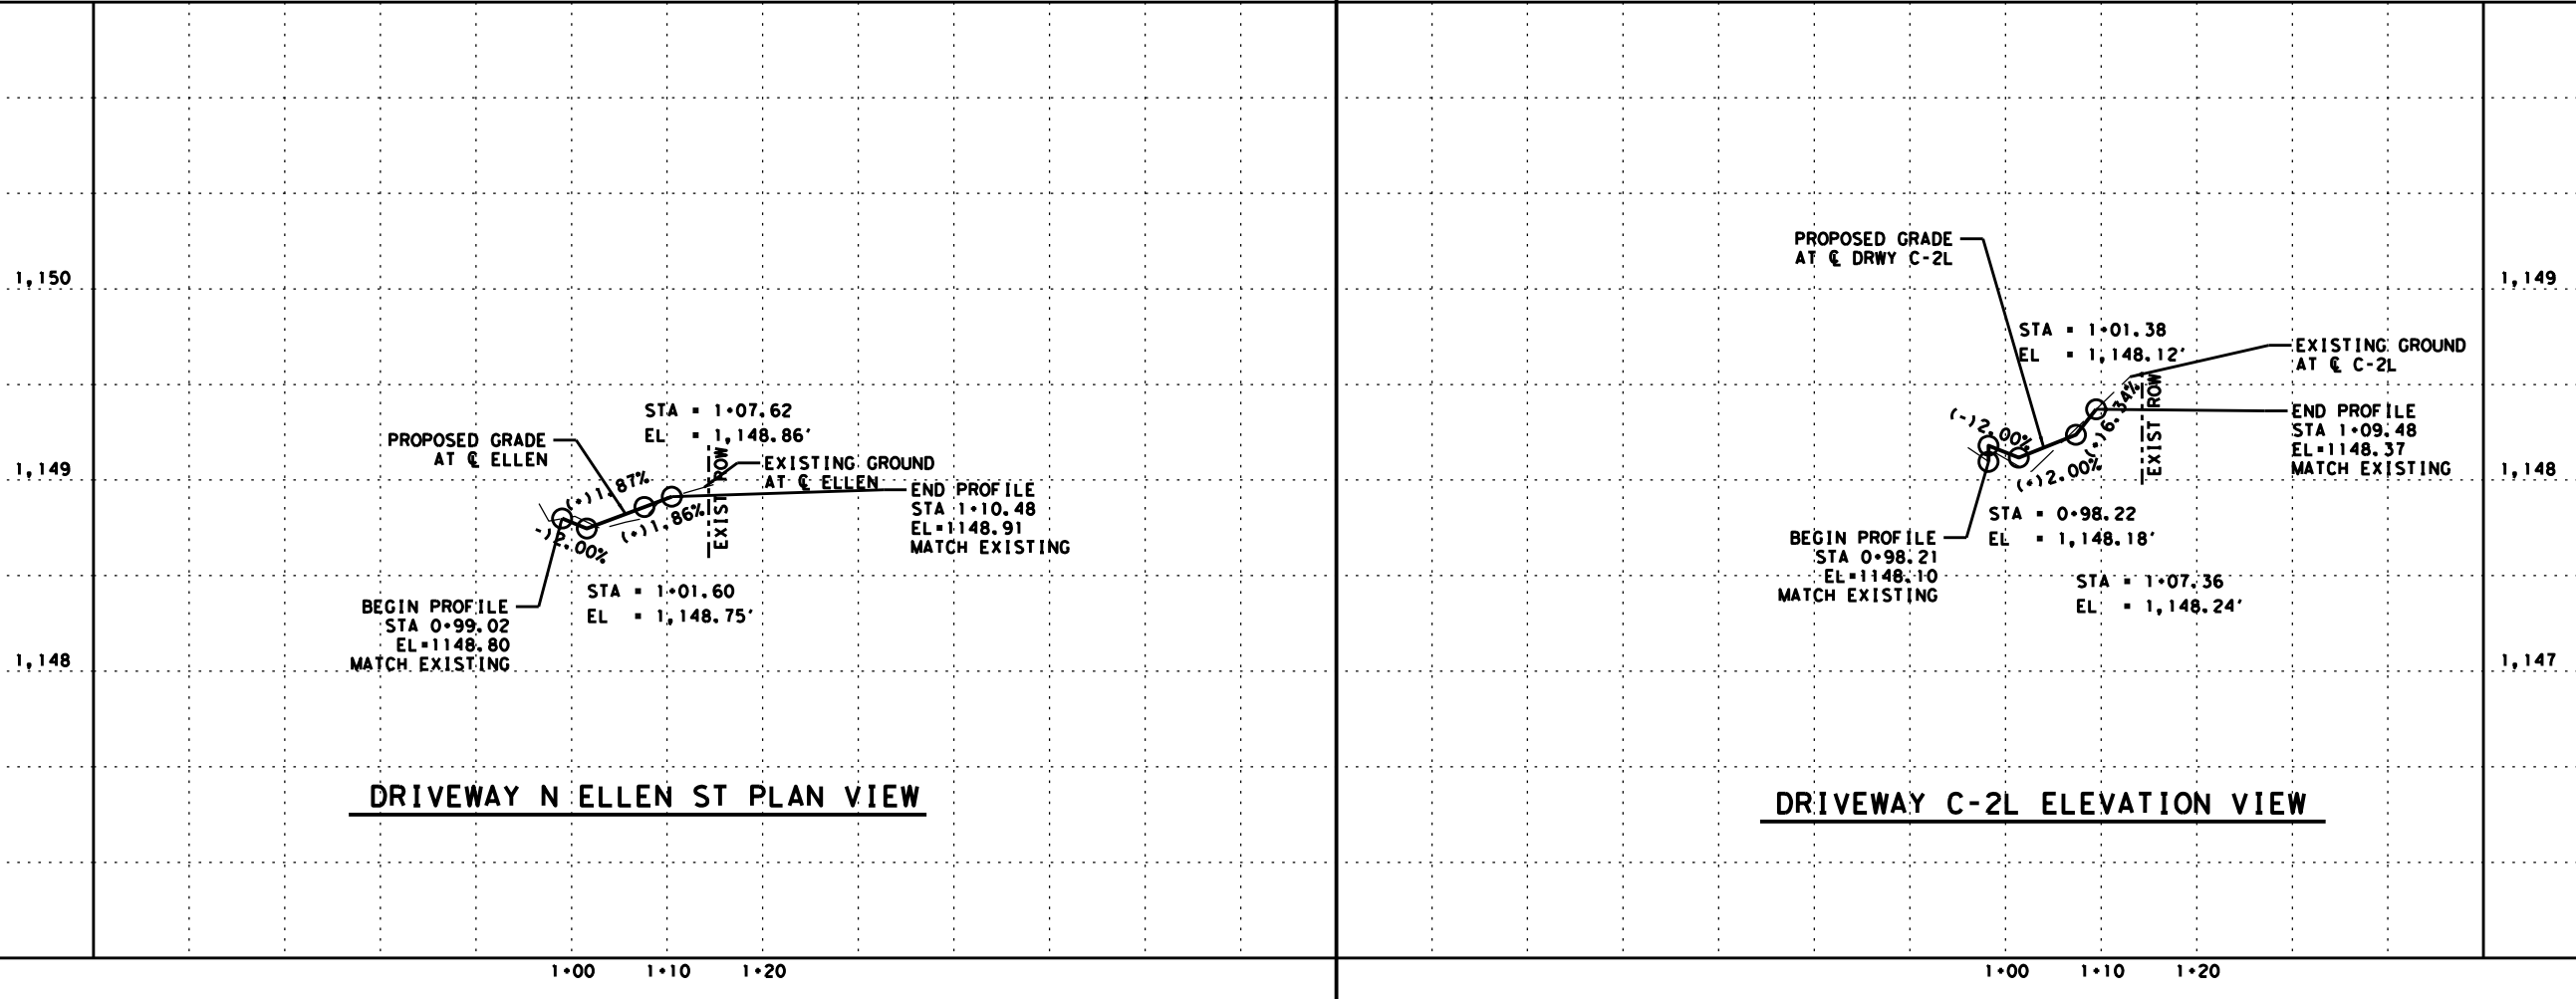 1,150
1,149
1,148
PROPOSED GRADE
AT ℄ ELLEN
STA = 1+07.62
EL = 1,148.86'
(+)1.87%
(-)2.00%
(+)1.86%
EXIST ROW
EXISTING GROUND
AT ℄ ELLEN
END PROFILE
STA 1+10.48
EL=1148.91
MATCH EXISTING
BEGIN PROFILE
STA 0+99.02
EL=1148.80
MATCH EXISTING
STA = 1+01.60
EL = 1,148.75'
DRIVEWAY N ELLEN ST PLAN VIEW
1+00 1+10 1+20
PROPOSED GRADE
AT ℄ DRWY C-2L
STA = 1+01.38
EL = 1,148.12'
EXISTING GROUND
AT ℄ C-2L
(-)2.00%
(+)2.00%
(+)6.34%
EXIST ROW
END PROFILE
STA 1+09.48
EL=1148.37
MATCH EXISTING
STA = 0+98.22
EL = 1,148.18'
BEGIN PROFILE
STA 0+98.21
EL=1148.10
MATCH EXISTING
STA = 1+07.36
EL = 1,148.24'
DRIVEWAY C-2L ELEVATION VIEW
1,149
1,148
1,147
1+00 1+10 1+20